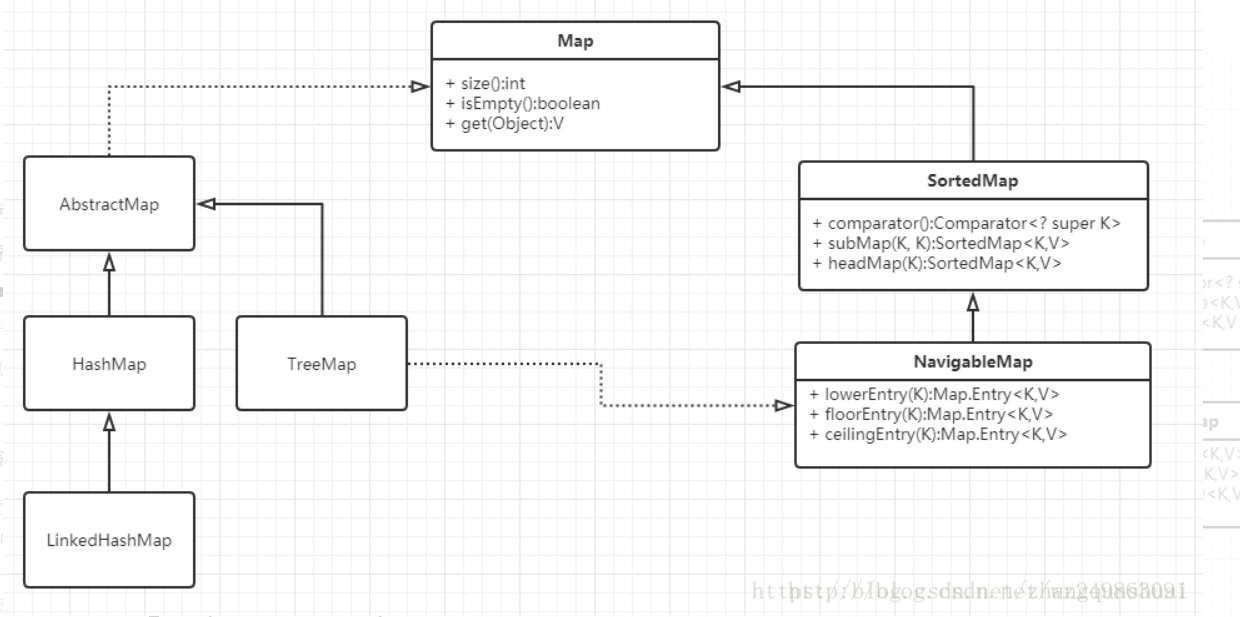 Map
+ size():int
+ isEmpty():boolean
+ get(Object):V
AbstractMap
SortedMap
+ comparator():Comparator<? super K>
+ subMap(K, K):SortedMap<K,V>
+ headMap(K):SortedMap<K,V>
HashMap
TreeMap
NavigableMap
+ lowerEntry(K):Map.Entry<K,V>
+ floorEntry(K):Map.Entry<K,V>
+ ceilingEntry(K):Map.Entry<K,V>
LinkedHashMap